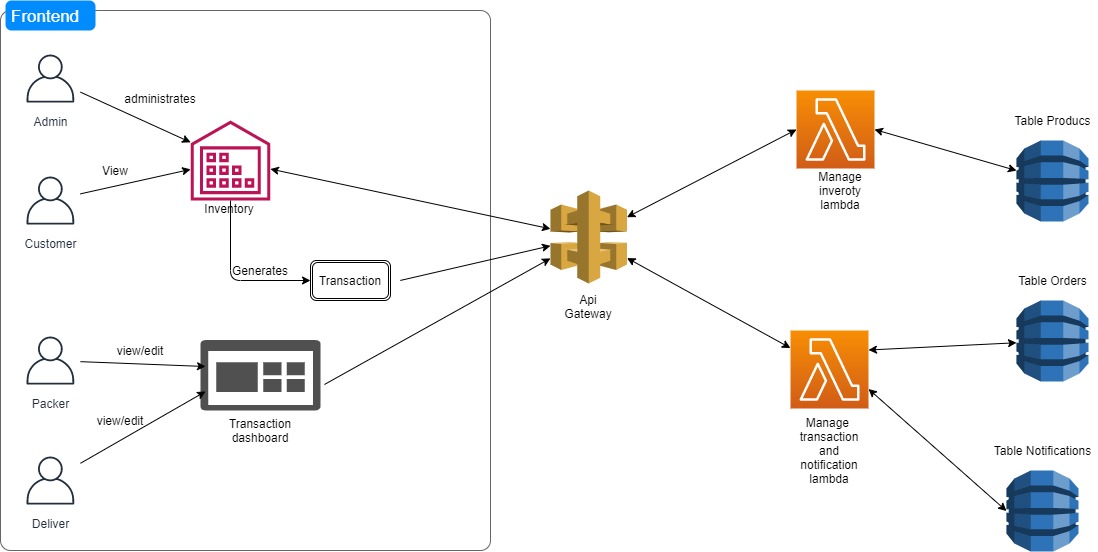 Frontend
Admin
administrates
Customer
View
Inventory
Generates
Transaction
Packer
view/edit
Transaction
dashboard
view/edit
Deliver
Api
Gateway
Manage
inveroty
lambda
Table Producs
Manage
transaction
and
notification
lambda
Table Orders
Table Notifications